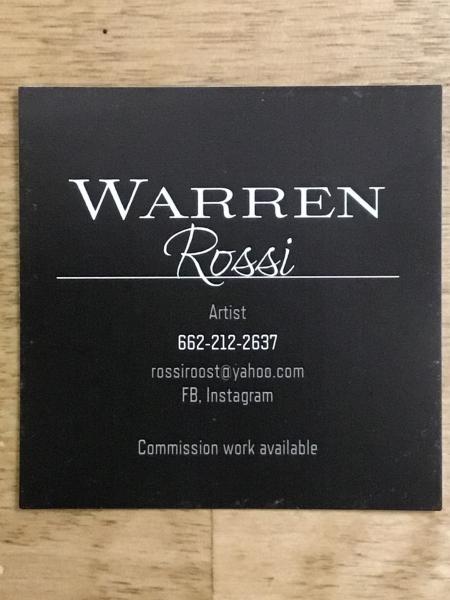 WARREN
Rossi
Artist
662-212-2637
rossiroost@yahoo.com
FB, Instagram
Commission work available